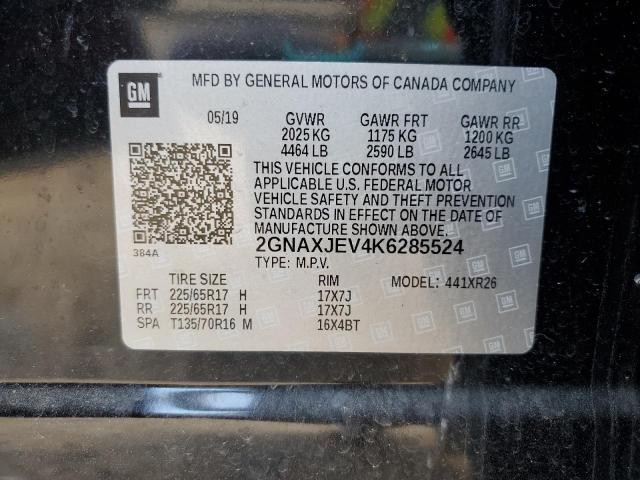 GM
MFD BY GENERAL MOTORS OF CANADA COMPANY
05/19 GVWR GAWR FRT GAWR RR
2025 KG 1175 KG 1200 KG
4464 LB 2590 LB 2645 LB
THIS VEHICLE CONFORMS TO ALL
APPLICABLE U.S. FEDERAL MOTOR
VEHICLE SAFETY AND THEFT PREVENTION
STANDARDS IN EFFECT ON THE DATE OF
MANUFACTURE SHOWN ABOVE.
384A 2GNAXJEV4K6285524
TYPE: M.P.V. MODEL: 441XR26
TIRE SIZE RIM
FRT 225/65R17 H 17X7J
RR 225/65R17 H 17X7J
SPA T135/70R16 M 16X4BT